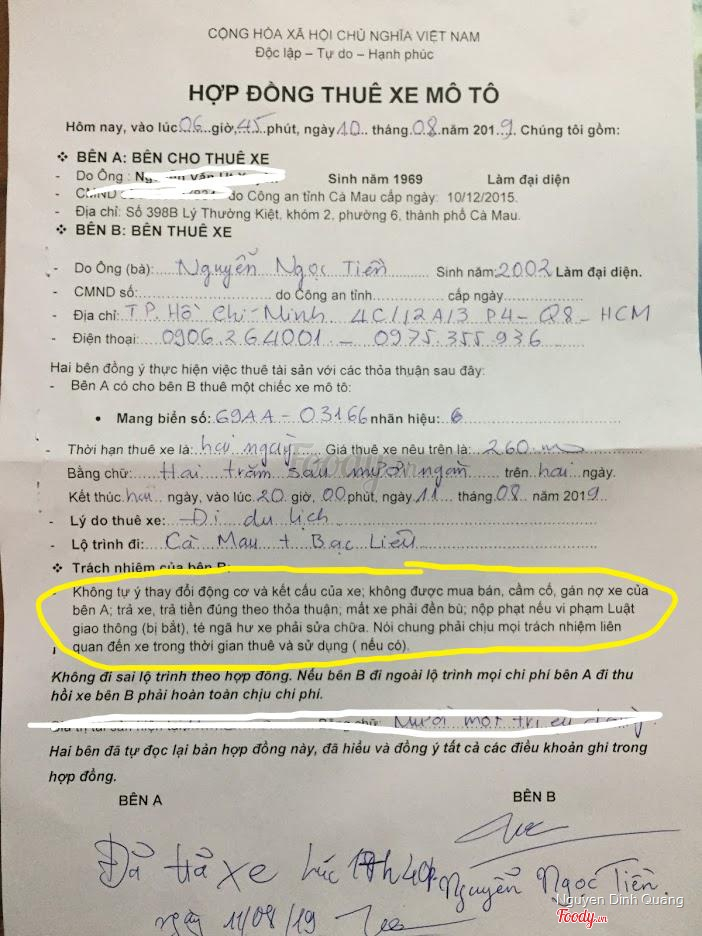 CỘNG HÒA XÃ HỘI CHỦ NGHĨA VIỆT NAM
Độc lập – Tự do – Hạnh phúc
HỢP ĐỒNG THUÊ XE MÔ TÔ
Hôm nay, vào lúc 06 giờ, 45 phút, ngày 10 tháng 08 năm 2019. Chúng tôi gồm:
❖ BÊN A: BÊN CHO THUÊ XE
- Do Ông : Sinh năm 1969 Làm đại diện
- CMND do Công an tỉnh Cà Mau cấp ngày: 10/12/2015.
- Địa chỉ: Số 398B Lý Thường Kiệt, khóm 2, phường 6, thành phố Cà Mau.
❖ BÊN B: BÊN THUÊ XE
- Do Ông (bà): Nguyễn Ngọc Tiền Sinh năm: 2002 Làm đại diện.
- CMND số: do Công an tỉnh cấp ngày
- Địa chỉ: T.P. Hồ Chí Minh 4C/12A/3 P4 - Q8 - HCM
- Điện thoại: 0906.264001 - 0975.355.936
Hai bên đồng ý thực hiện việc thuê tài sản với các thỏa thuận sau đây:
- Bên A có cho bên B thuê một chiếc xe mô tô:
• Mang biển số: 69AA - 03166 nhãn hiệu:
- Thời hạn thuê xe là: hai ngày Giá thuê xe nêu trên là: 260
Bằng chữ: Hai trăm sáu mươi ngàn trên hai ngày.
Kết thúc hai ngày, vào lúc 20 giờ, 00 phút, ngày 11 tháng 08 năm 2019
- Lý do thuê xe: Đi du lịch
- Lộ trình đi: Cà Mau + Bạc Liêu
❖ Trách nhiệm của bên B:
- Không tự ý thay đổi động cơ và kết cấu của xe; không được mua bán, cầm cố, gán nợ xe của
bên A; trả xe, trả tiền đúng theo thỏa thuận; mất xe phải đền bù; nộp phạt nếu vi phạm Luật
giao thông (bị bắt), té ngã hư xe phải sửa chữa. Nói chung phải chịu mọi trách nhiệm liên
quan đến xe trong thời gian thuê và sử dụng ( nếu có).
Không đi sai lộ trình theo hợp đồng. Nếu bên B đi ngoài lộ trình mọi chi phí bên A đi thu
hồi xe bên B phải hoàn toàn chịu chi phí.
Mười một triệu
Hai bên đã tự đọc lại bản hợp đồng này, đã hiểu và đồng ý tất cả các điều khoản ghi trong
hợp đồng.
BÊN A BÊN B
Đã trả xe lúc
Nguyễn Ngọc Tiền
ngày 11/08/19
Nguyen Dinh Quang
Foody.vn